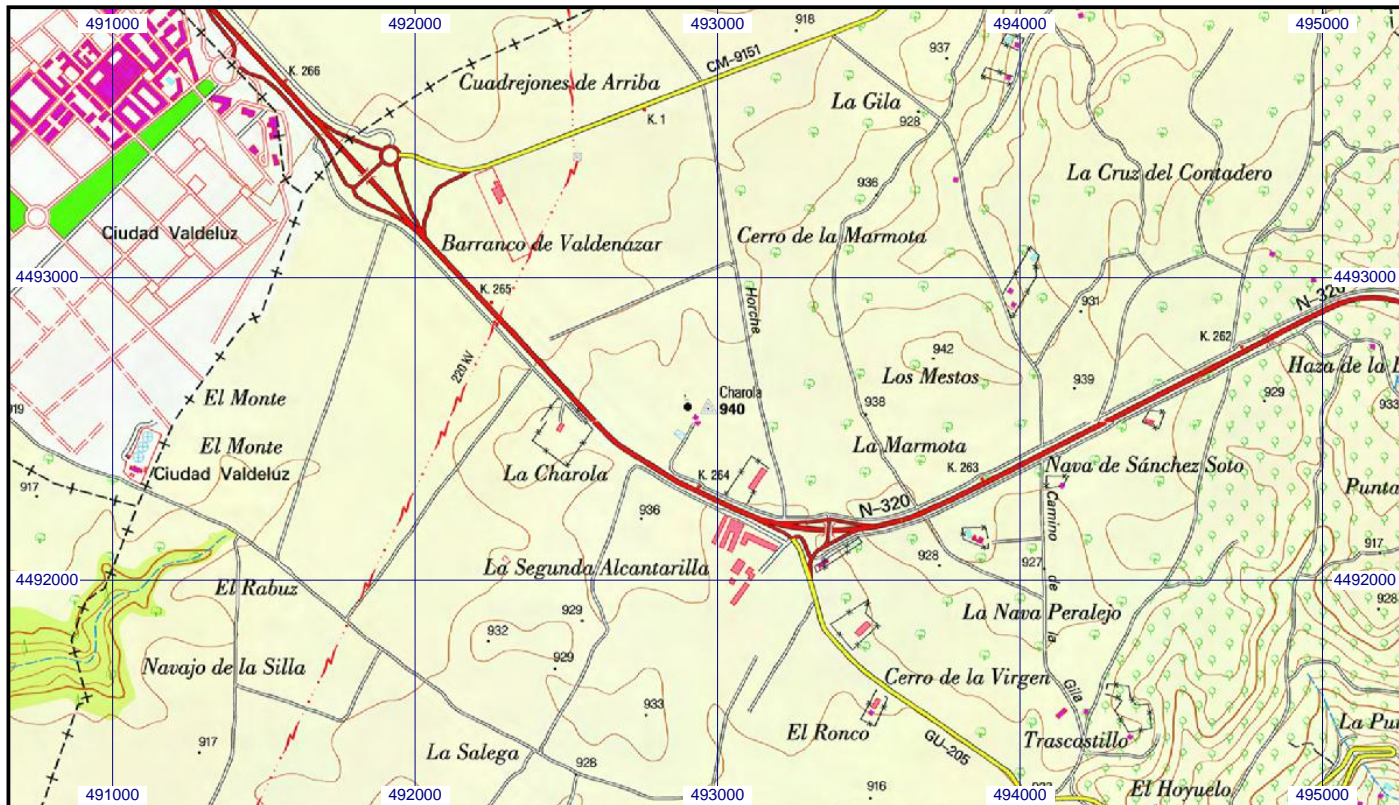 491000
492000
493000
494000
495000
918
K. 266
937
CM-9151
Cuadrejones de Arriba
La Gila
K. 1
928
La Cruz del Contadero
936
Ciudad Valdeluz
Barranco de Valdenazar
Cerro de la Marmota
4493000
4493000
K. 265
Horche
931
N-320
K. 262
942
Haza de la
220 kV
Los Mestos
939
El Monte
Charola
940
929
933
919
938
El Monte
La Marmota
Ciudad Valdeluz
La Charola
K. 264
K. 263
Nava de Sánchez Soto
917
Punta
936
N-320
Camino de la Gila
917
928
927
4492000
La Segunda Alcantarilla
4492000
El Rabuz
928
929
La Nava Peralejo
932
Navajo de la Silla
929
Cerro de la Virgen
933
El Ronco
La Pu
917
GU-205
Trascastillo
La Salega
928
916
El Hoyuelo
491000
492000
493000
494000
495000